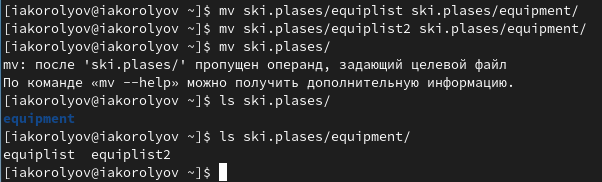 [iakorolyov@iakorolyov ~]$ mv ski.plases/equiplist ski.plases/equipment/
[iakorolyov@iakorolyov ~]$ mv ski.plases/equiplist2 ski.plases/equipment/
[iakorolyov@iakorolyov ~]$ mv ski.plases/
mv: после 'ski.plases/' пропущен операнд, задающий целевой файл
По команде «mv --help» можно получить дополнительную информацию.
[iakorolyov@iakorolyov ~]$ ls ski.plases/
equipment
[iakorolyov@iakorolyov ~]$ ls ski.plases/equipment/
equiplist  equiplist2
[iakorolyov@iakorolyov ~]$